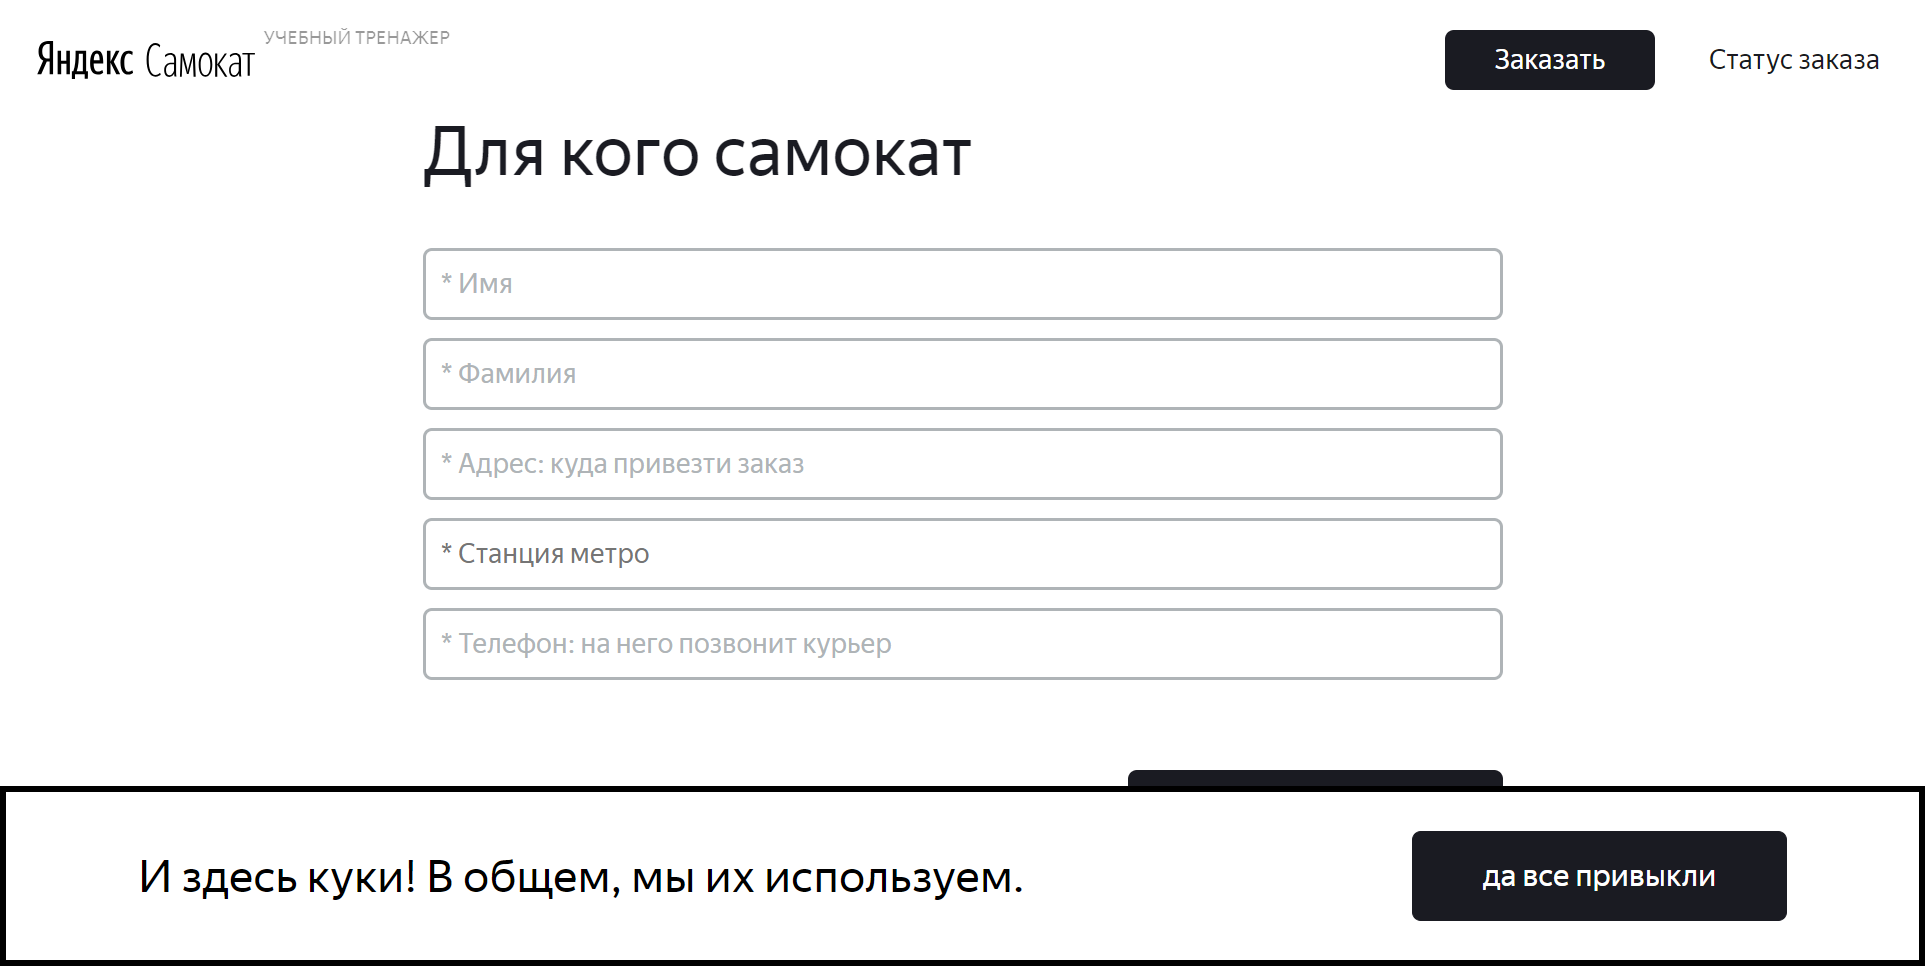 Яндекс Самокат
УЧЕБНЫЙ ТРЕНАЖЕР
Заказать
Статус заказа
Для кого самокат
* Имя
* Фамилия
* Адрес: куда привезти заказ
* Станция метро
* Телефон: на него позвонит курьер
И здесь куки! В общем, мы их используем.
да все привыкли